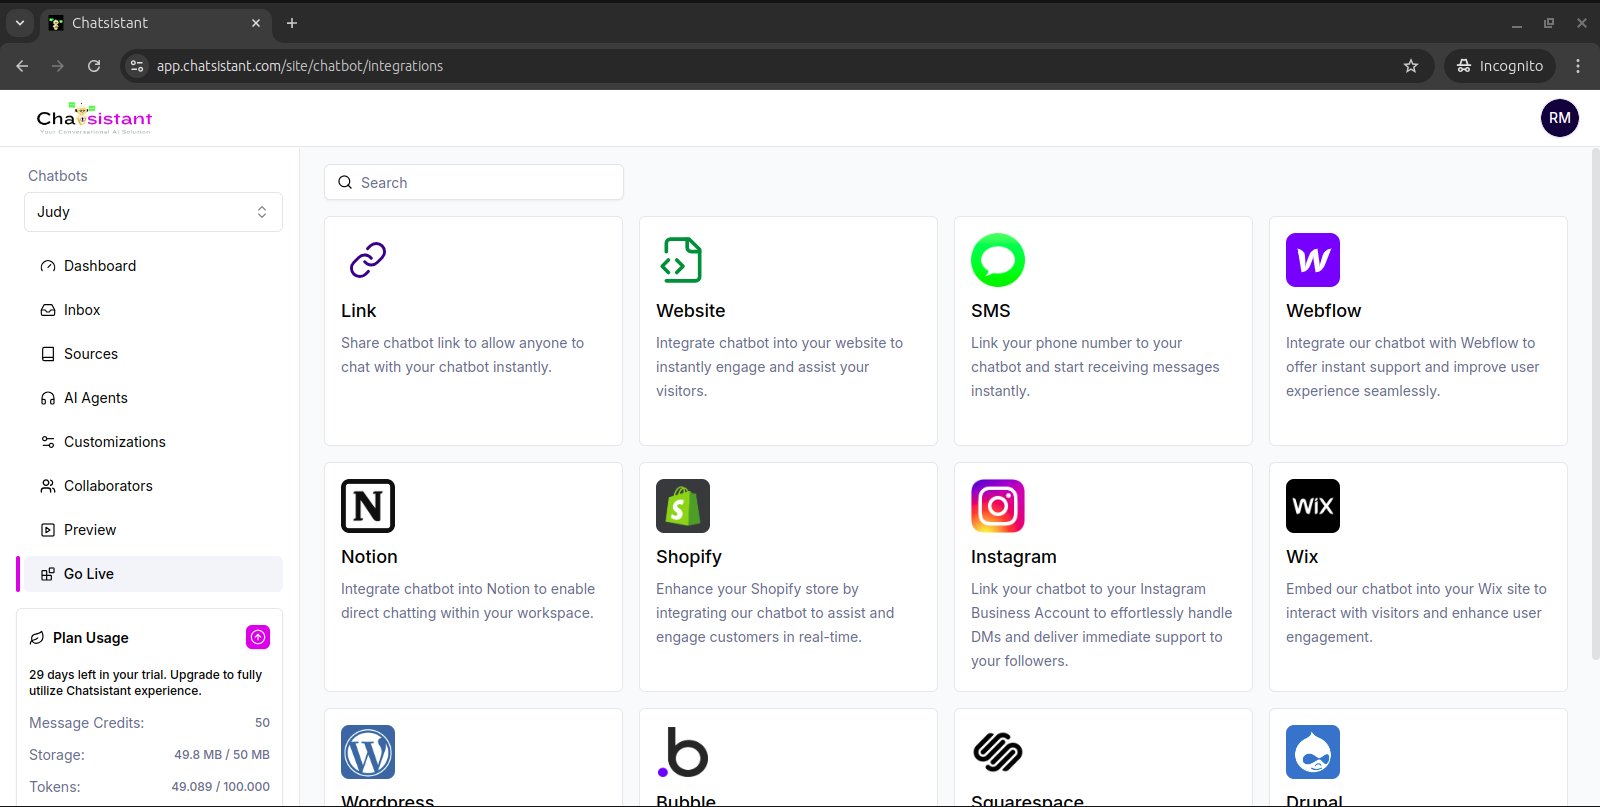 Chatsistant
app.chatsistant.com/site/chatbot/integrations
Incognito
Chatsistant
Your Conversational AI Solution
RM
Chatbots
Judy
Dashboard
Inbox
Sources
AI Agents
Customizations
Collaborators
Preview
Go Live
Plan Usage
29 days left in your trial. Upgrade to fully
utilize Chatsistant experience.
Message Credits: 50
Storage: 49.8 MB / 50 MB
Tokens: 49.089 / 100.000
Search
Link
Share chatbot link to allow anyone to
chat with your chatbot instantly.
Website
Integrate chatbot into your website to
instantly engage and assist your
visitors.
SMS
Link your phone number to your
chatbot and start receiving messages
instantly.
W
Webflow
Integrate our chatbot with Webflow to
offer instant support and improve user
experience seamlessly.
N
Notion
Integrate chatbot into Notion to enable
direct chatting within your workspace.
S
Shopify
Enhance your Shopify store by
integrating our chatbot to assist and
engage customers in real-time.
Instagram
Link your chatbot to your Instagram
Business Account to effortlessly handle
DMs and deliver immediate support to
your followers.
WiX
Wix
Embed our chatbot into your Wix site to
interact with visitors and enhance user
engagement.
W
Wordpress
b
Bubble
Squarespace
Drupal